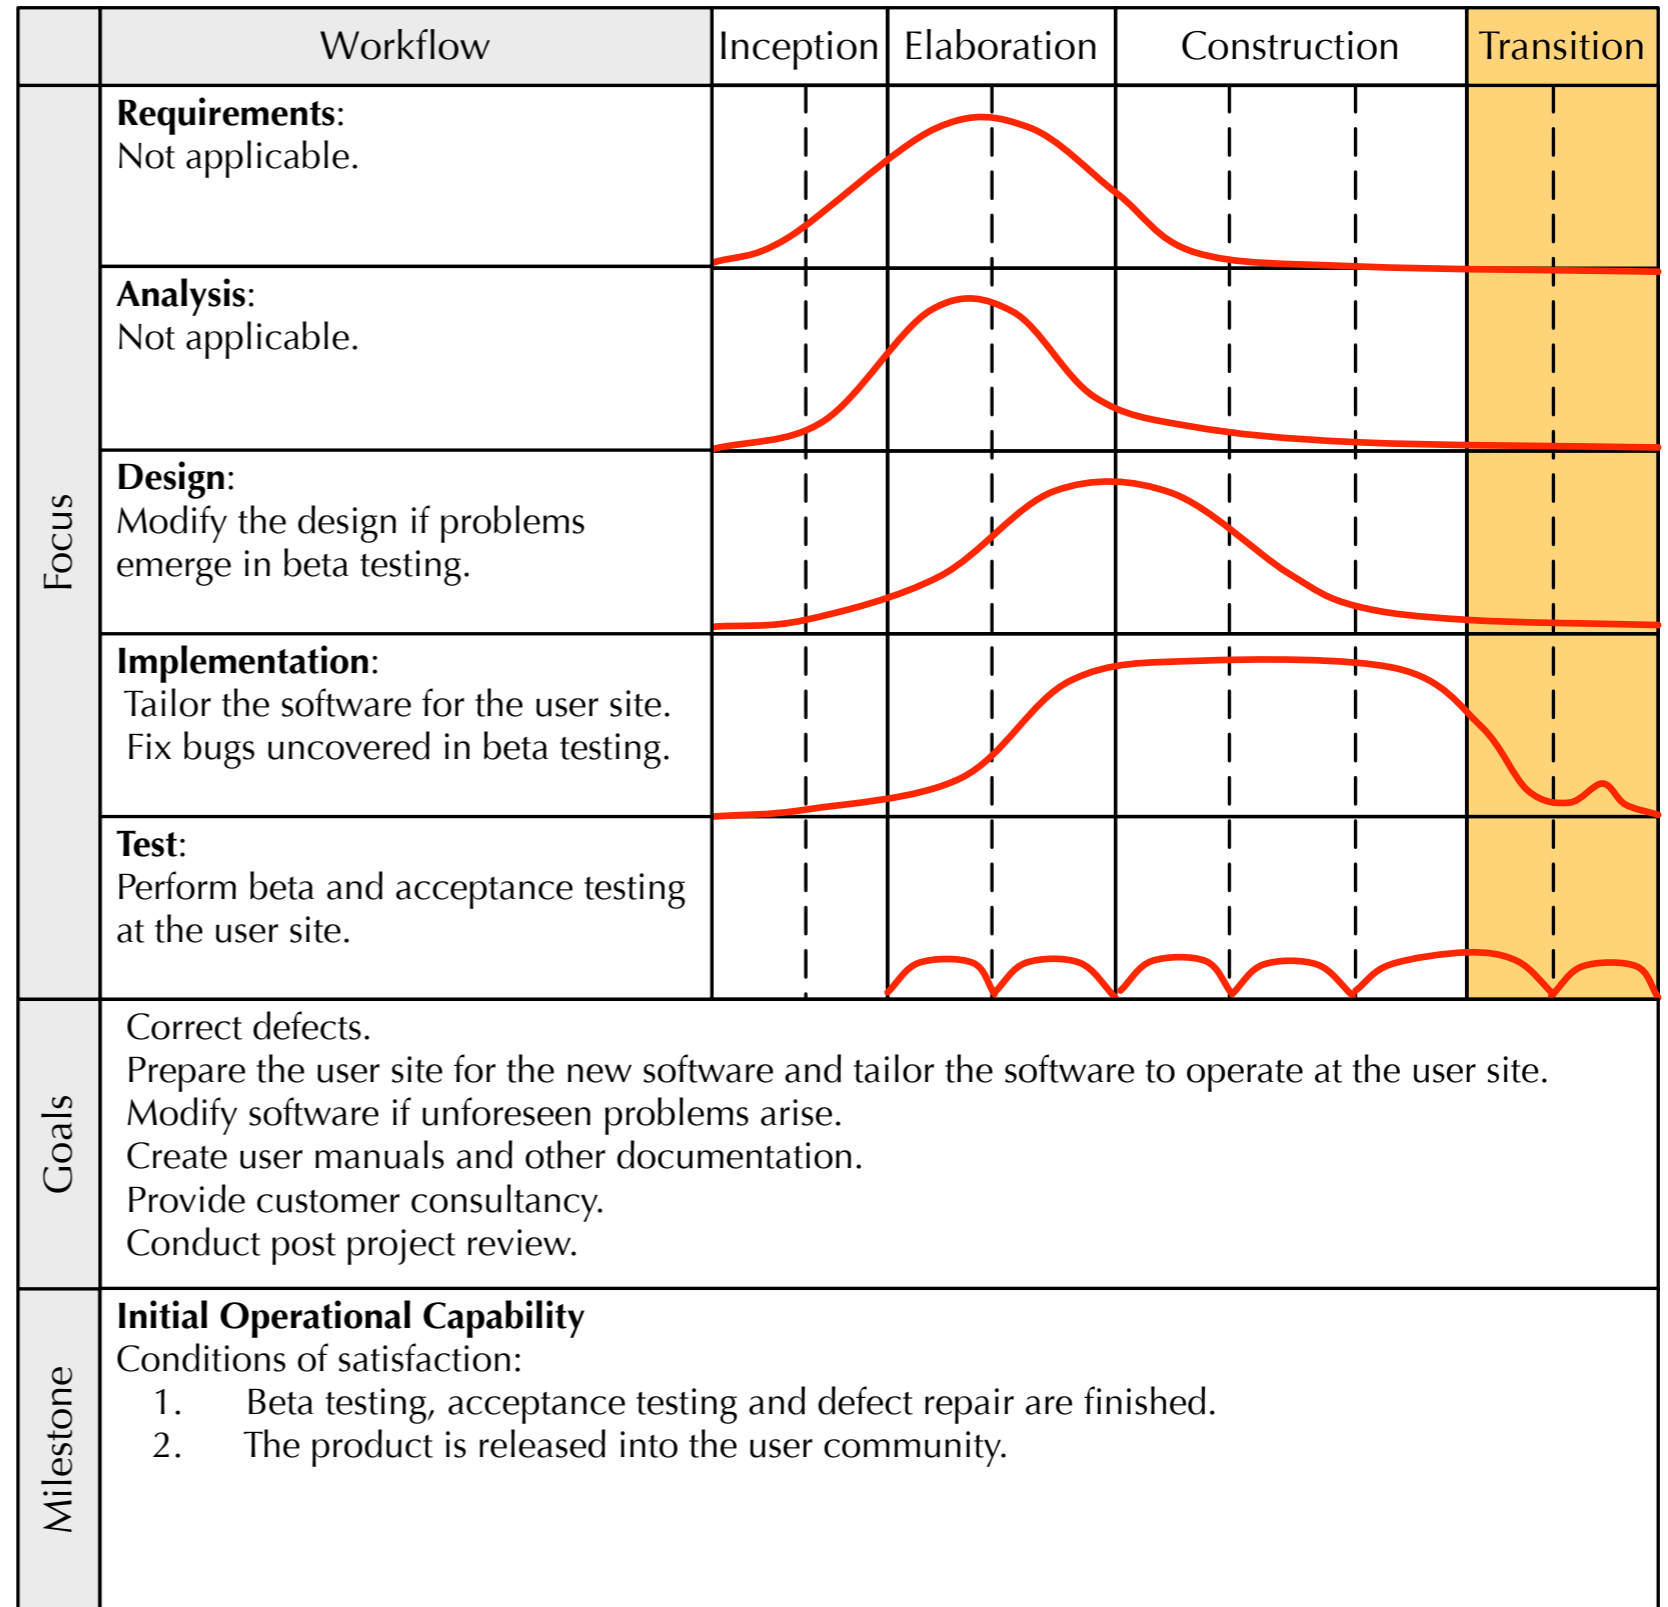 Workflow
Inception
Elaboration
Construction
Transition
Focus
Requirements:
Not applicable.
Analysis:
Not applicable.
Design:
Modify the design if problems
emerge in beta testing.
Implementation:
Tailor the software for the user site.
Fix bugs uncovered in beta testing.
Test:
Perform beta and acceptance testing
at the user site.
Goals
Correct defects.
Prepare the user site for the new software and tailor the software to operate at the user site.
Modify software if unforeseen problems arise.
Create user manuals and other documentation.
Provide customer consultancy.
Conduct post project review.
Milestone
Initial Operational Capability
Conditions of satisfaction:
1. Beta testing, acceptance testing and defect repair are finished.
2. The product is released into the user community.